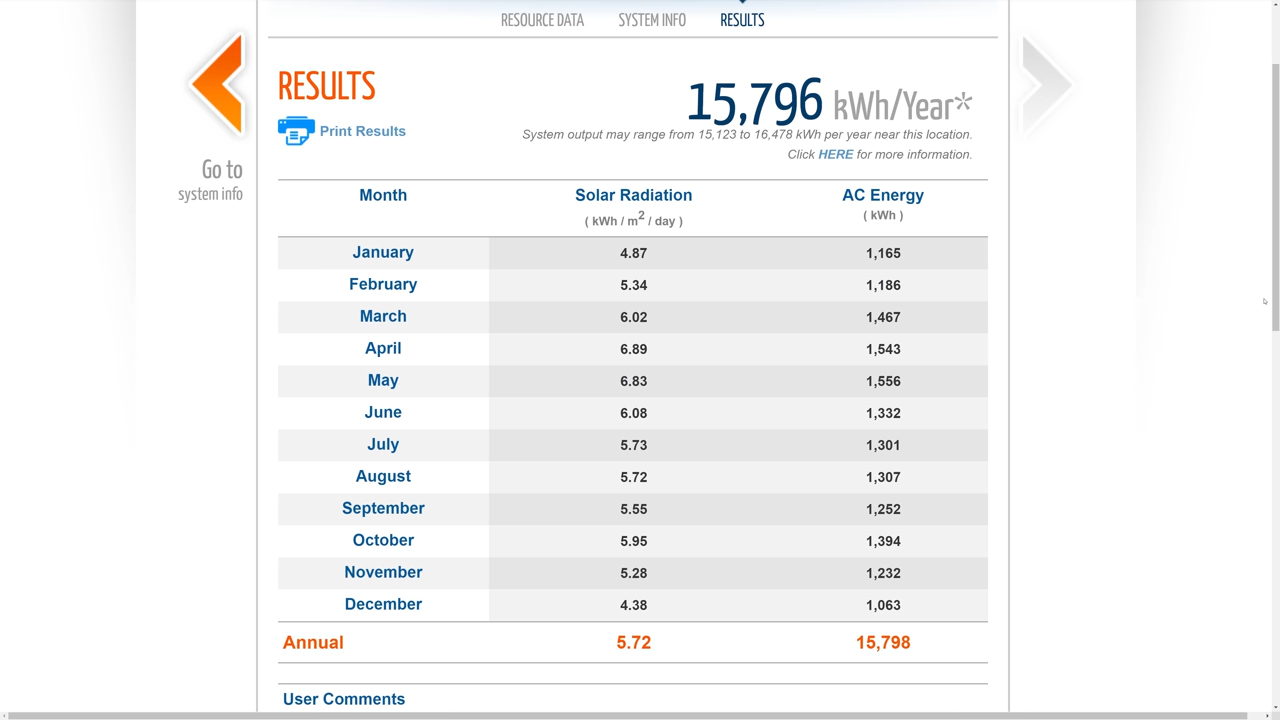 RESOURCE DATA SYSTEM INFO RESULTS
RESULTS
15,796 kWh/Year*
Print Results
System output may range from 15,123 to 16,478 kWh per year near this location.
Click HERE for more information.
Go to
system info
Month Solar Radiation AC Energy
( kWh / m2 / day ) ( kWh )
January 4.87 1,165
February 5.34 1,186
March 6.02 1,467
April 6.89 1,543
May 6.83 1,556
June 6.08 1,332
July 5.73 1,301
August 5.72 1,307
September 5.55 1,252
October 5.95 1,394
November 5.28 1,232
December 4.38 1,063
Annual 5.72 15,798
User Comments